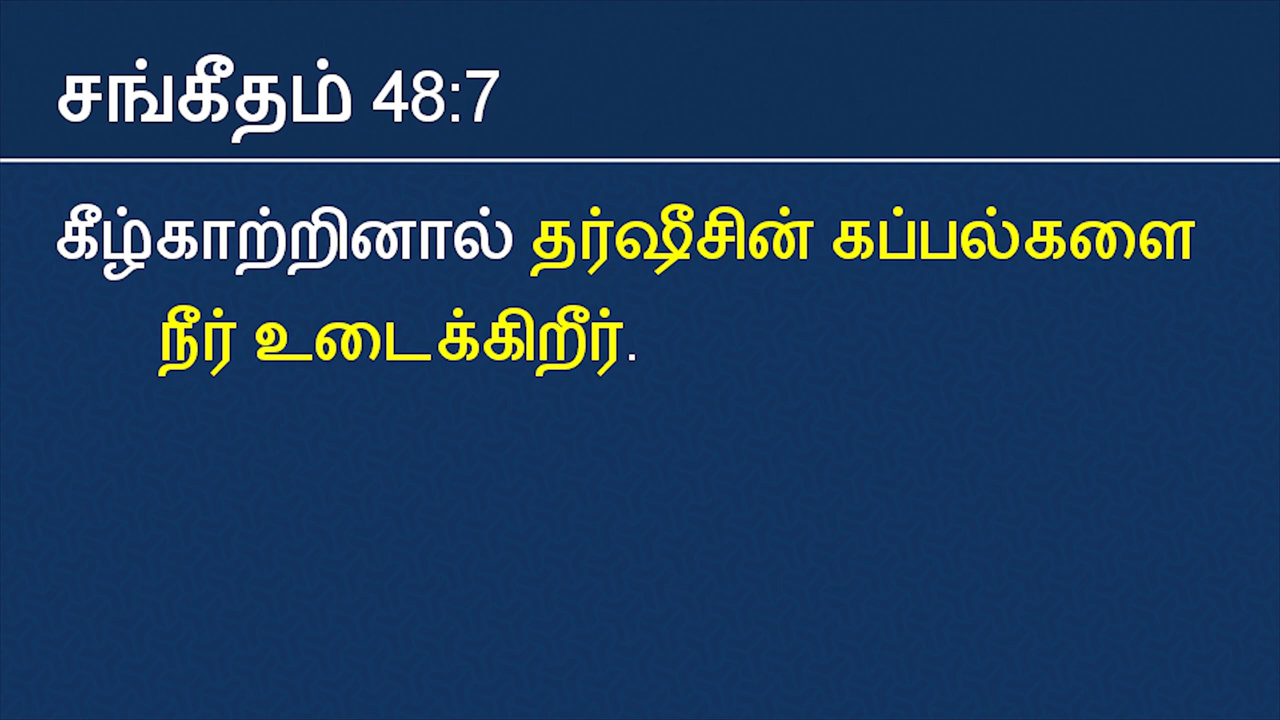 சங்கீதம் 48:7
கீழ்காற்றினால் தர்ஷீசின் கப்பல்களை
நீர் உடைக்கிறீர்.